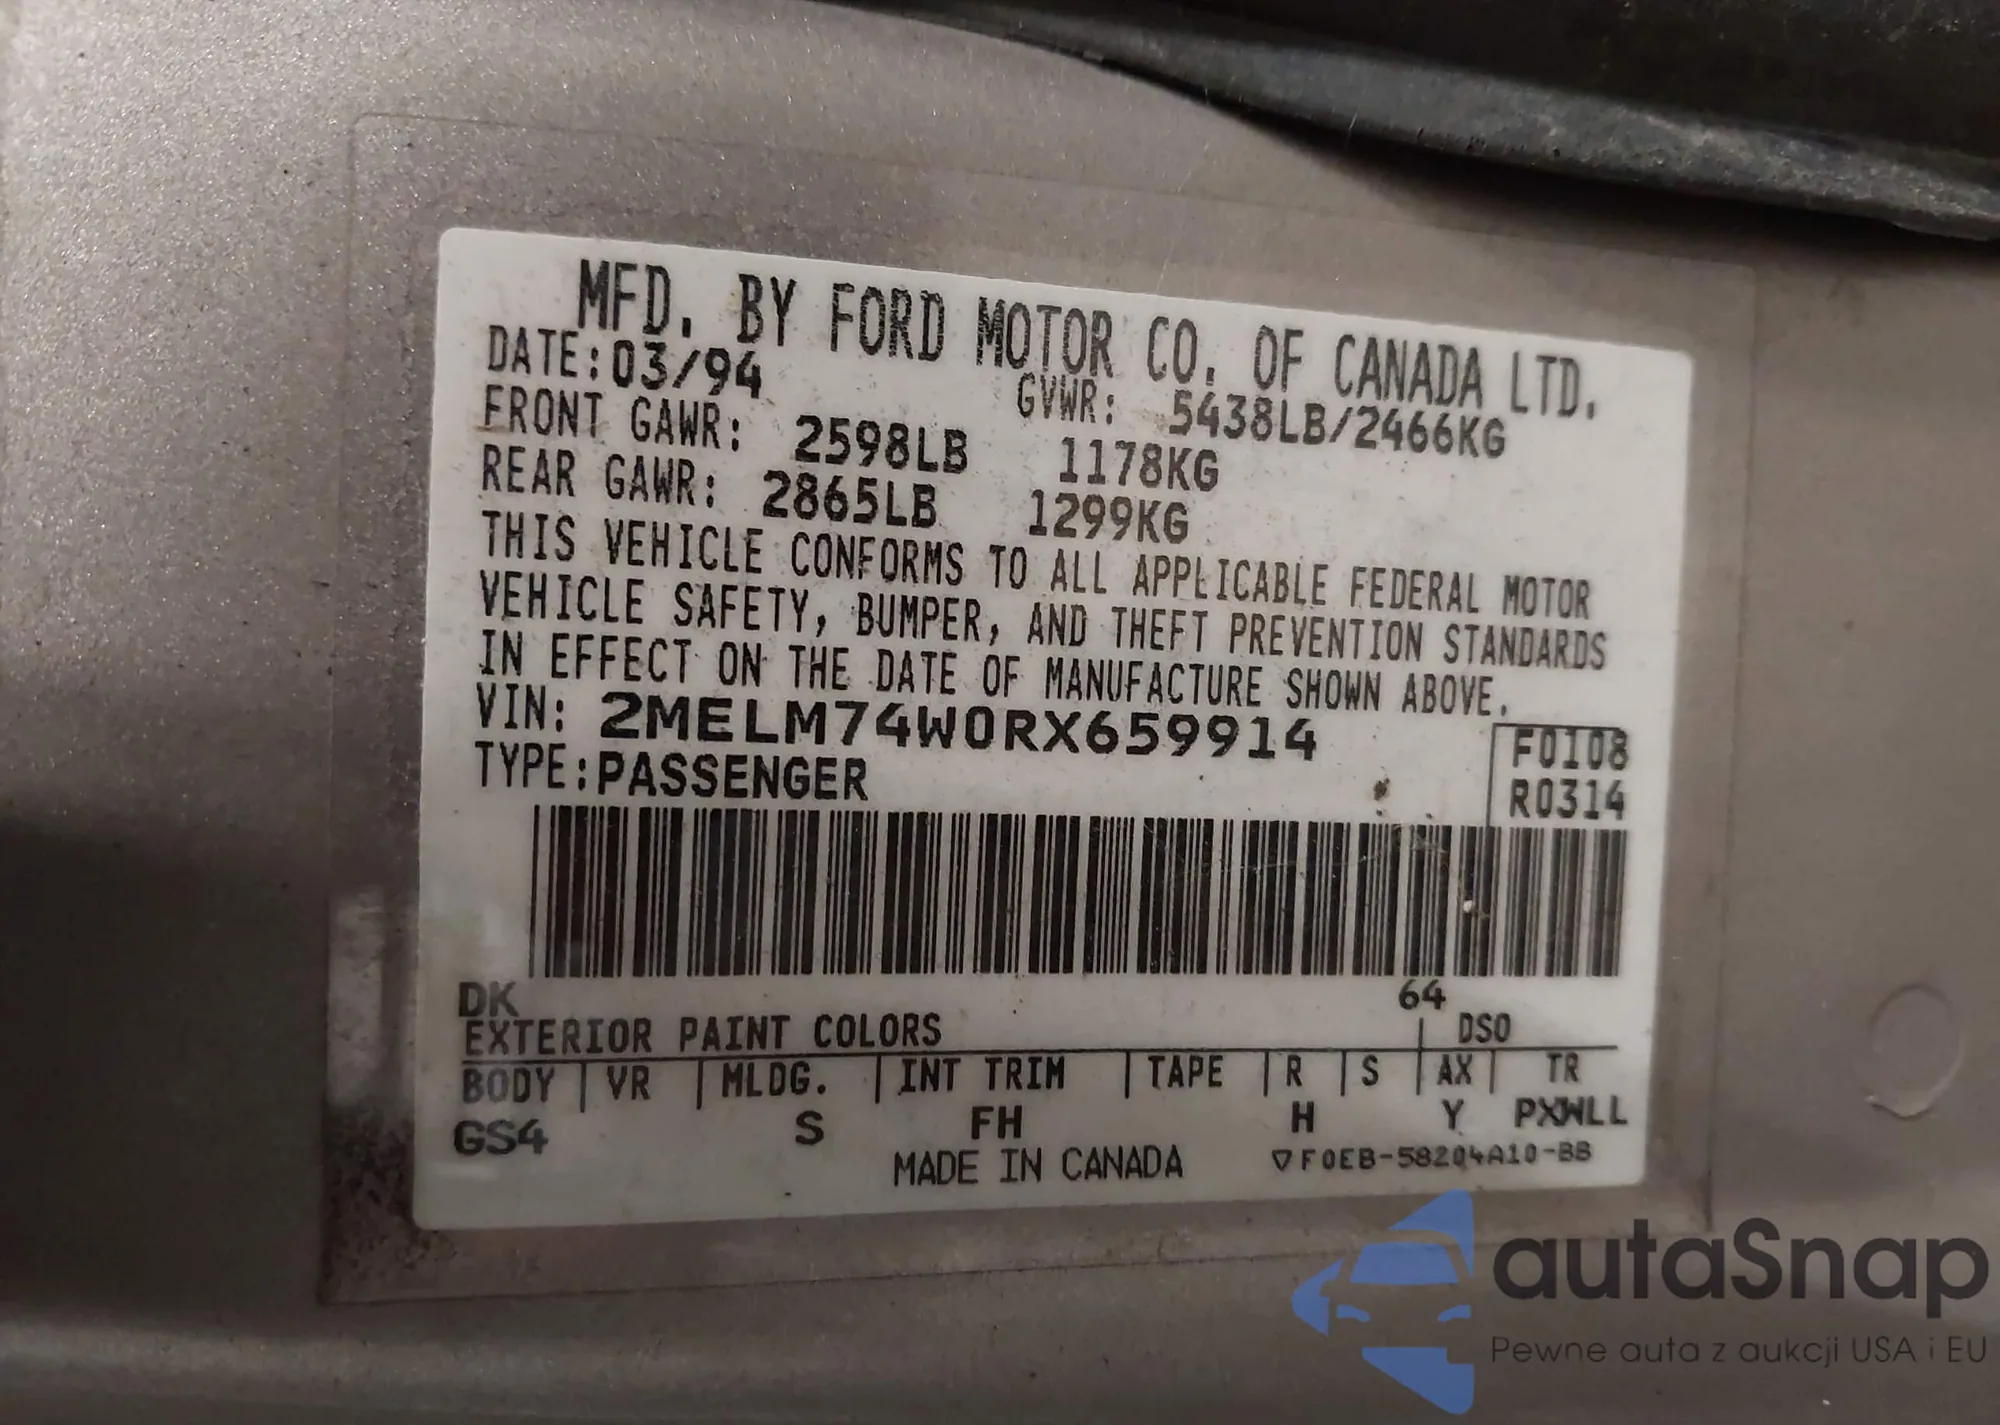 MFD. BY FORD MOTOR CO. OF CANADA LTD.
DATE:03/94 GVWR: 5438LB/2466KG
FRONT GAWR: 2598LB 1178KG
REAR GAWR: 2865LB 1299KG
THIS VEHICLE CONFORMS TO ALL APPLICABLE FEDERAL MOTOR
VEHICLE SAFETY, BUMPER, AND THEFT PREVENTION STANDARDS
IN EFFECT ON THE DATE OF MANUFACTURE SHOWN ABOVE.
VIN: 2MELM74W0RX659914
F0108
TYPE:PASSENGER
R0314
DK 64
EXTERIOR PAINT COLORS DSO
BODY VR MLDG. INT TRIM TAPE R S AX TR
GS4 S FH H Y PXWLL
MADE IN CANADA ▽F0EB-58204A10-BB
autaSnap
Pewne auta z aukcji USA i EU